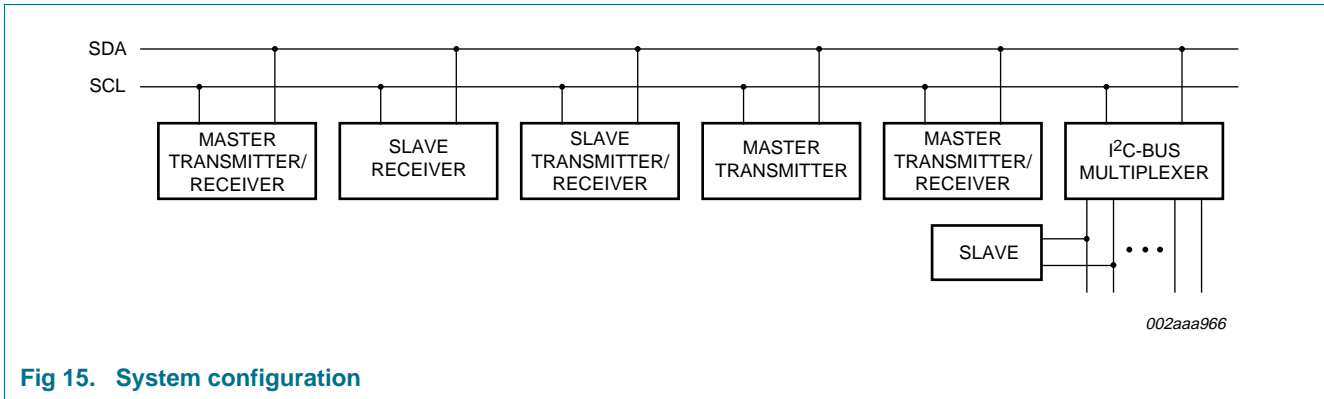 SDA
SCL
MASTER
TRANSMITTER/
RECEIVER
SLAVE
RECEIVER
SLAVE
TRANSMITTER/
RECEIVER
MASTER
TRANSMITTER
MASTER
TRANSMITTER/
RECEIVER
I²C-BUS
MULTIPLEXER
SLAVE
002aaa966
Fig 15. System configuration